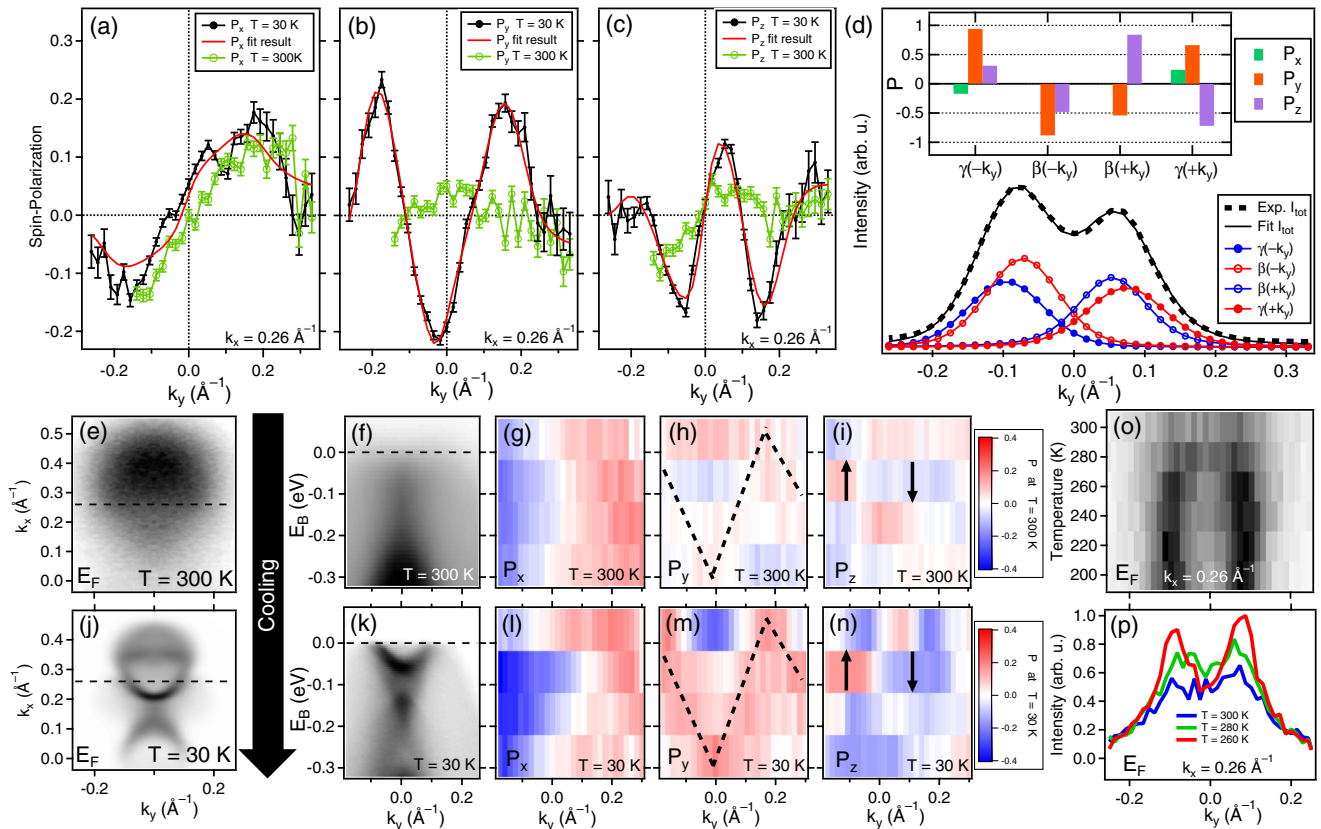 (a)
P_x T = 30 K
P_x fit result
P_x T = 300K
0.3
0.2
0.1
0.0
-0.1
-0.2
Spin-Polarization
k_x = 0.26 Å⁻¹
-0.2 0.0 0.2
k_y (Å⁻¹)
(b)
P_y T = 30 K
P_y fit result
P_y T = 300 K
k_x = 0.26 Å⁻¹
-0.2 0.0 0.2
k_y (Å⁻¹)
(c)
P_z T = 30 K
P_z fit result
P_z T = 300 K
k_x = 0.26 Å⁻¹
-0.2 0.0 0.2
k_y (Å⁻¹)
(d)
P
1
0.5
0
-0.5
-1
γ(−k_y) β(−k_y) β(+k_y) γ(+k_y)
P_x
P_y
P_z
Intensity (arb. u.)
Exp. I_tot
Fit I_tot
γ(−k_y)
β(−k_y)
β(+k_y)
γ(+k_y)
-0.2 -0.1 0.0 0.1 0.2 0.3
k_y (Å⁻¹)
(e)
0.5
0.4
0.3
0.2
0.1
0.0
k_x (Å⁻¹)
E_F T = 300 K
Cooling
(f)
0.0
-0.1
-0.2
-0.3
E_B (eV)
T = 300 K
(g)
P_x T = 300 K
(h)
P_y T = 300 K
(i)
P_z T = 300 K
0.4
0.2
0.0
-0.2
-0.4
P at T = 300 K
(o)
300
280
260
240
220
200
Temperature (K)
E_F k_x = 0.26 Å⁻¹
(j)
0.4
0.3
0.2
0.1
0.0
k_x (Å⁻¹)
E_F T = 30 K
-0.2 0.0 0.2
k_y (Å⁻¹)
(k)
0.0
-0.1
-0.2
-0.3
E_B (eV)
T = 30 K
0.0 0.2
k_y (Å⁻¹)
(l)
P_x T = 30 K
0.0 0.2
k_y (Å⁻¹)
(m)
P_y T = 30 K
0.0 0.2
k_y (Å⁻¹)
(n)
P_z T = 30 K
0.0 0.2
k_y (Å⁻¹)
0.4
0.2
0.0
-0.2
-0.4
P at T = 30 K
(p)
1.0
0.8
0.6
0.4
0.2
0.0
Intensity (arb. u.)
T = 300 K
T = 280 K
T = 260 K
E_F k_x = 0.26 Å⁻¹
-0.2 0.0 0.2
k_y (Å⁻¹)